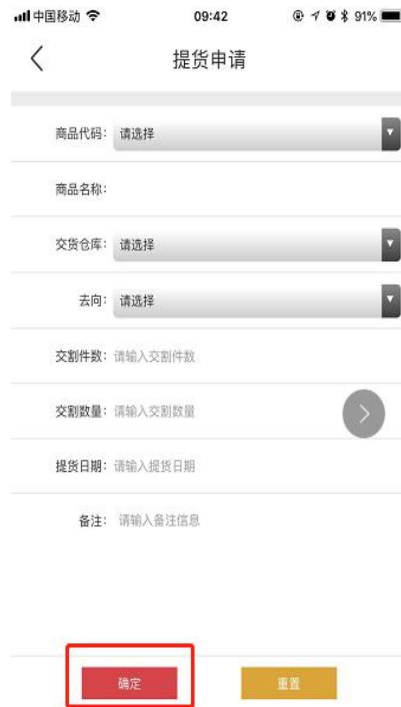 中国移动 09:42 91%
提货申请
商品代码: 请选择
商品名称:
交货仓库: 请选择
去向: 请选择
交割件数: 请输入交割件数
交割数量: 请输入交割数量
提货日期: 请输入提货日期
备注: 请输入备注信息
确定 重置